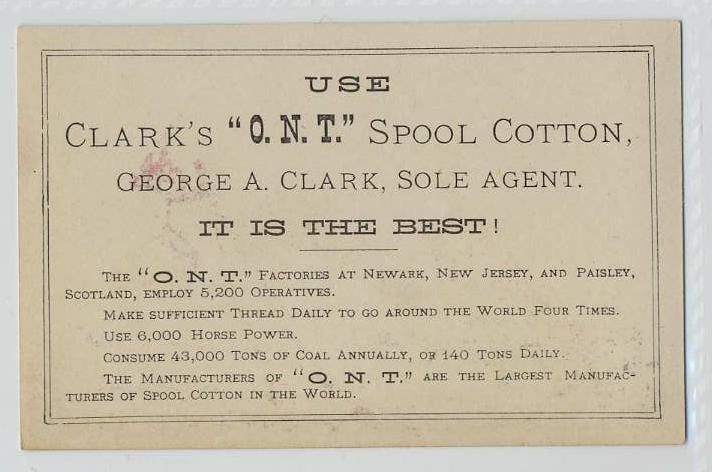 USE
CLARK'S "O. N. T." SPOOL COTTON,
GEORGE A. CLARK, SOLE AGENT.
IT IS THE BEST!
THE "O. N. T." FACTORIES AT NEWARK, NEW JERSEY, AND PAISLEY,
SCOTLAND, EMPLOY 5,200 OPERATIVES.
MAKE SUFFICIENT THREAD DAILY TO GO AROUND THE WORLD FOUR TIMES.
USE 6,000 HORSE POWER.
CONSUME 43,000 TONS OF COAL ANNUALLY, OR 140 TONS DAILY.
THE MANUFACTURERS OF "O. N. T." ARE THE LARGEST MANUFAC-
TURERS OF SPOOL COTTON IN THE WORLD.